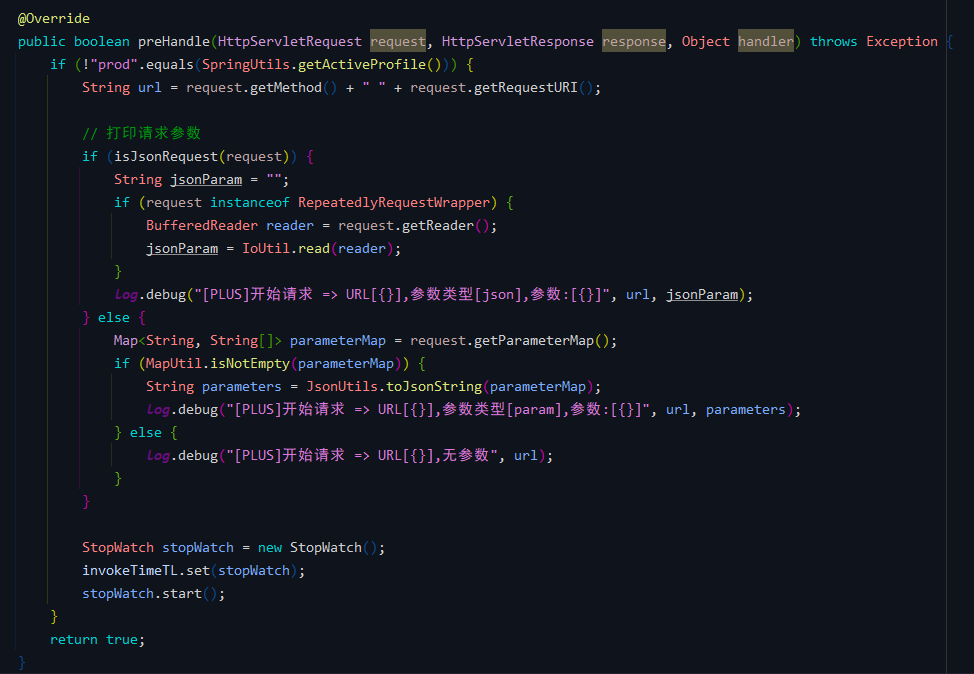 @Override
public boolean preHandle(HttpServletRequest request, HttpServletResponse response, Object handler) throws Exception {
    if (!"prod".equals(SpringUtils.getActiveProfile())) {
        String url = request.getMethod() + " " + request.getRequestURI();

        // 打印请求参数
        if (isJsonRequest(request)) {
            String jsonParam = "";
            if (request instanceof RepeatedlyRequestWrapper) {
                BufferedReader reader = request.getReader();
                jsonParam = IoUtil.read(reader);
            }
            log.debug("[PLUS]开始请求 => URL[{}],参数类型[json],参数:[{}]", url, jsonParam);
        } else {
            Map<String, String[]> parameterMap = request.getParameterMap();
            if (MapUtil.isNotEmpty(parameterMap)) {
                String parameters = JsonUtils.toJsonString(parameterMap);
                log.debug("[PLUS]开始请求 => URL[{}],参数类型[param],参数:[{}]", url, parameters);
            } else {
                log.debug("[PLUS]开始请求 => URL[{}],无参数", url);
            }
        }

        StopWatch stopWatch = new StopWatch();
        invokeTimeTL.set(stopWatch);
        stopWatch.start();
    }
    return true;
}